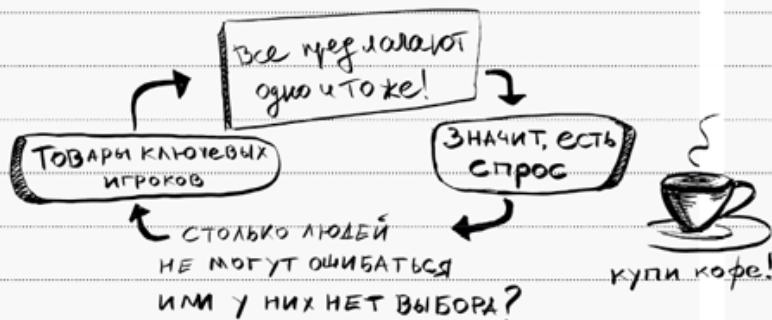 Все предлагают
одно и то же!
Значит, есть
спрос
Товары ключевых
игроков
столько людей
не могут ошибаться
или у них нет выбора?
купи кофе!